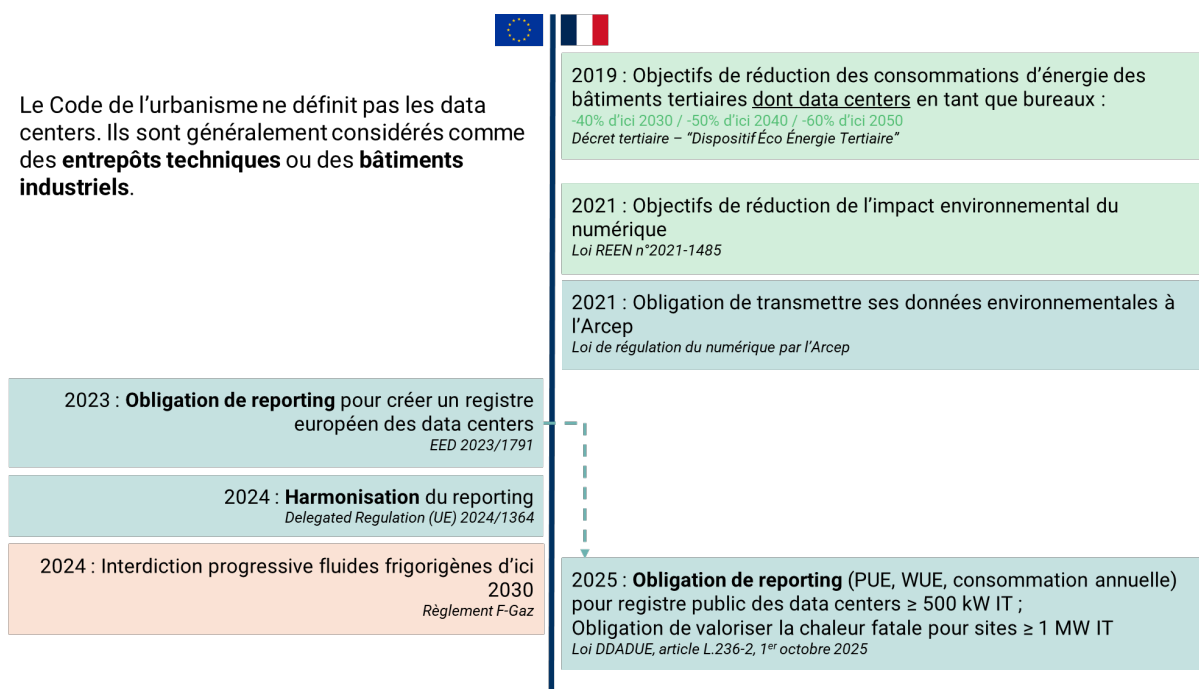 Le Code de l’urbanisme ne définit pas les data
centers. Ils sont généralement considérés comme
des entrepôts techniques ou des bâtiments
industriels.
2019 : Objectifs de réduction des consommations d’énergie des
bâtiments tertiaires dont data centers en tant que bureaux :
-40% d’ici 2030 / -50% d’ici 2040 / -60% d’ici 2050
Décret tertiaire – “Dispositif Éco Énergie Tertiaire”
2021 : Objectifs de réduction de l’impact environnemental du
numérique
Loi REEN n°2021-1485
2021 : Obligation de transmettre ses données environnementales à
l’Arcep
Loi de régulation du numérique par l’Arcep
2023 : Obligation de reporting pour créer un registre
européen des data centers
EED 2023/1791
2024 : Harmonisation du reporting
Delegated Regulation (UE) 2024/1364
2024 : Interdiction progressive fluides frigorigènes d’ici
2030
Règlement F-Gaz
2025 : Obligation de reporting (PUE, WUE, consommation annuelle)
pour registre public des data centers ≥ 500 kW IT ;
Obligation de valoriser la chaleur fatale pour sites ≥ 1 MW IT
Loi DDADUE, article L.236-2, 1er octobre 2025